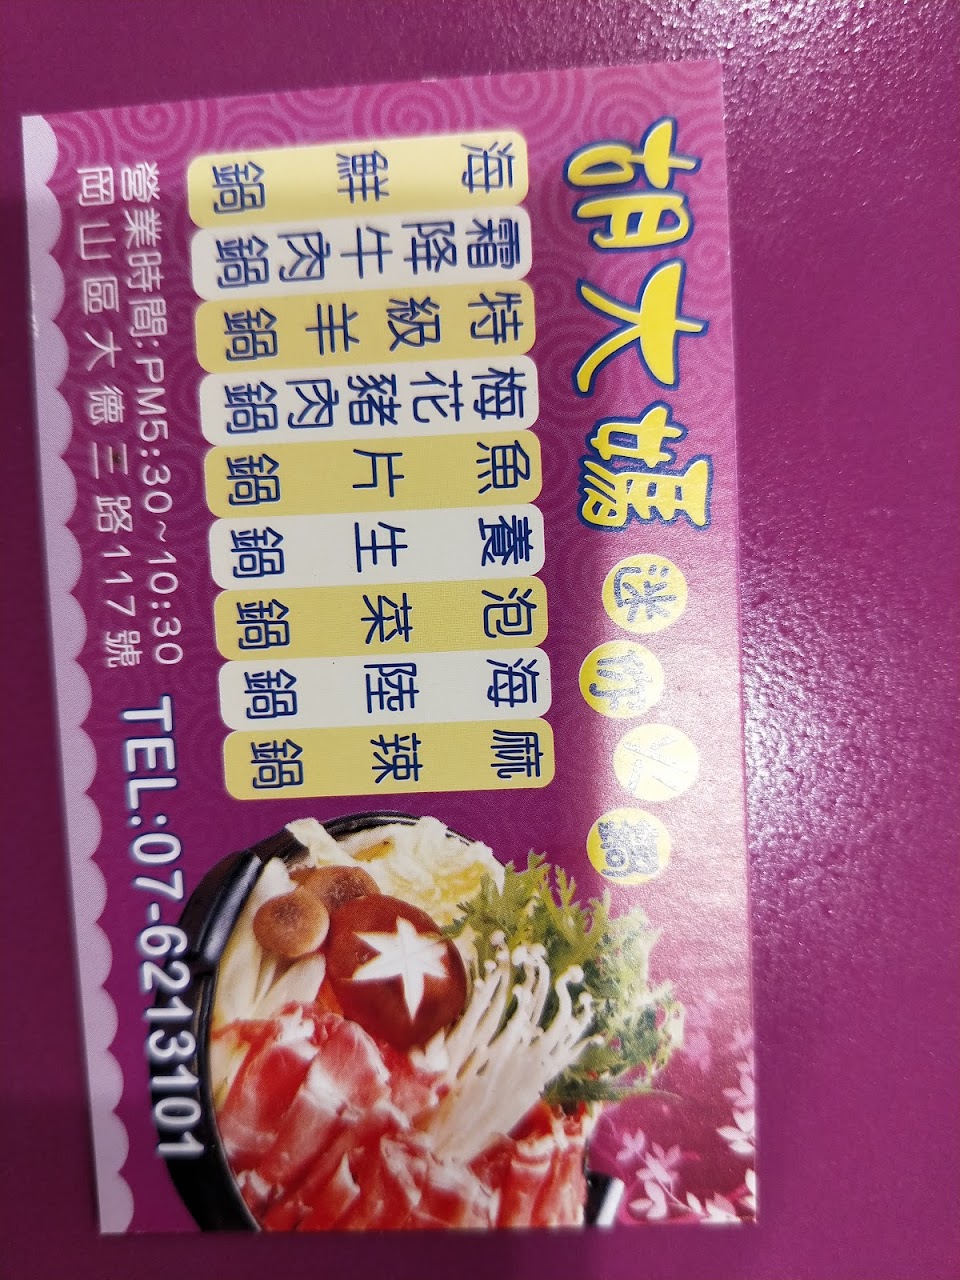 胡大媽
迷你火鍋
海鮮鍋
霜降牛肉鍋
特級羊鍋
梅花豬肉鍋
魚片鍋
養生鍋
泡菜鍋
海陸鍋
麻辣鍋
營業時間:PM5:30~10:30
岡山區大德三路117號
TEL:07-6213101